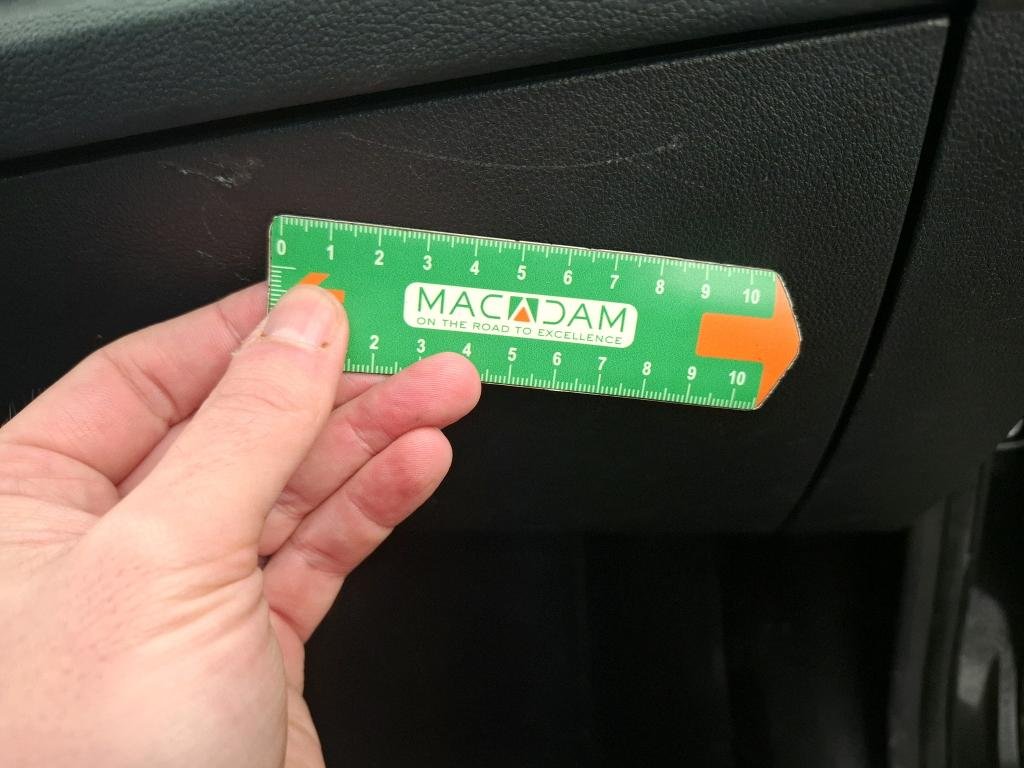 0 1 2 3 4 5 6 7 8 9 10
MACADAM
ON THE ROAD TO EXCELLENCE
2 3 4 5 6 7 8 9 10